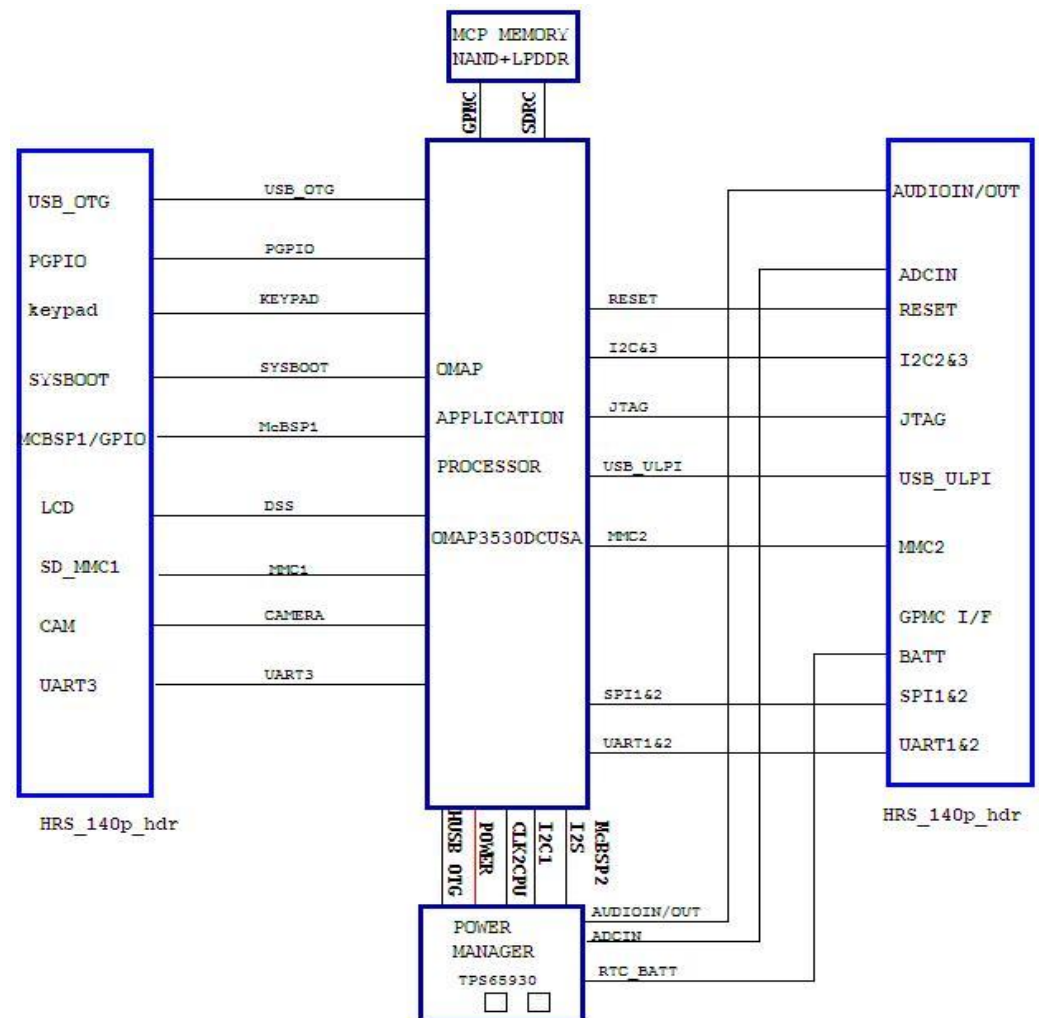 MCP MEMORY
NAND+LPDDR
GPMC
SDRC
USB_OTG
PGPIO
keypad
SYSBOOT
MCBSP1/GPIO
LCD
SD_MMC1
CAM
UART3
HRS_140p_hdr
USB_OTG
PGPIO
KEYPAD
SYSBOOT
McBSP1
DSS
MMC1
CAMERA
UART3
OMAP
APPLICATION
PROCESSOR
OMAP3530DCUSA
RESET
I2C&3
JTAG
USB_ULPI
MMC2
SPI1&2
UART1&2
AUDIOIN/OUT
ADCIN
RESET
I2C2&3
JTAG
USB_ULPI
MMC2
GPMC I/F
BATT
SPI1&2
UART1&2
HRS_140p_hdr
HUSB OTG
POWER
CLK2CPU
I2C1
I2S
McBSP2
POWER
MANAGER
TPS65930
AUDIOIN/OUT
ADCIN
RTC_BATT